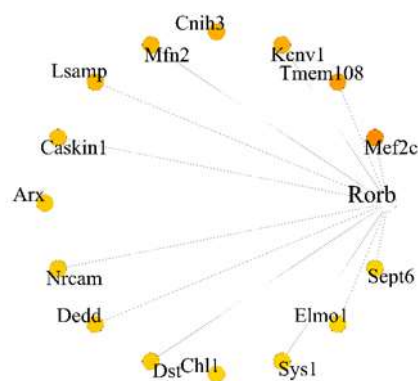 Cnih3
Mfn2
Kcnv1
Lsamp
Tmem108
Caskin1
Mef2c
Arx
Rorb
Nrcam
Sept6
Dedd
Elmo1
Dst
Chl1
Sys1